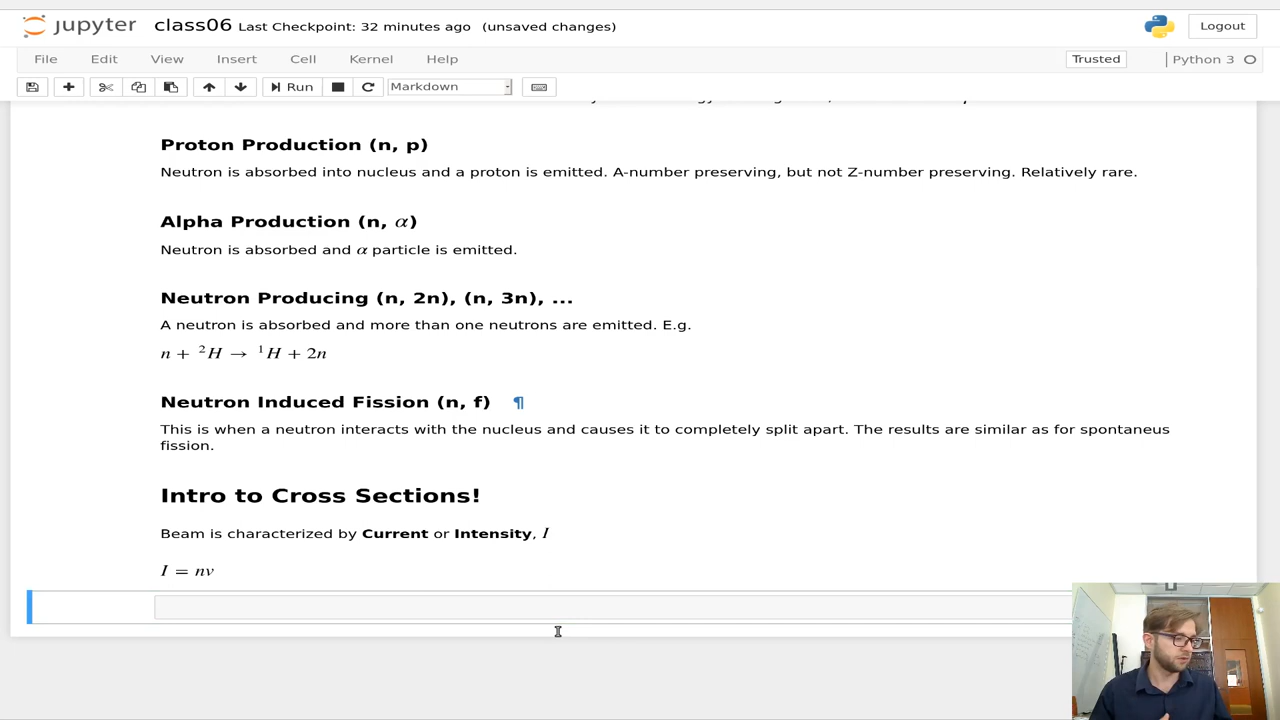 jupyter class06 Last Checkpoint: 32 minutes ago (unsaved changes)
Logout
File Edit View Insert Cell Kernel Help
Trusted Python 3
Run Markdown
Proton Production (n, p)
Neutron is absorbed into nucleus and a proton is emitted. A-number preserving, but not Z-number preserving. Relatively rare.
Alpha Production (n, α)
Neutron is absorbed and α particle is emitted.
Neutron Producing (n, 2n), (n, 3n), ...
A neutron is absorbed and more than one neutrons are emitted. E.g.
n + ²H → ¹H + 2n
Neutron Induced Fission (n, f) ¶
This is when a neutron interacts with the nucleus and causes it to completely split apart. The results are similar as for spontaneus
fission.
Intro to Cross Sections!
Beam is characterized by Current or Intensity, I
I = nv